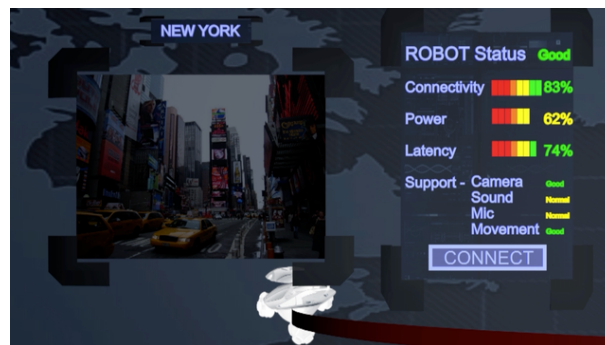 NEW YORK
ROBOT Status Good
Connectivity 83%
Power 62%
Latency 74%
Support - Camera Good
Sound Normal
Mic Normal
Movement Good
CONNECT